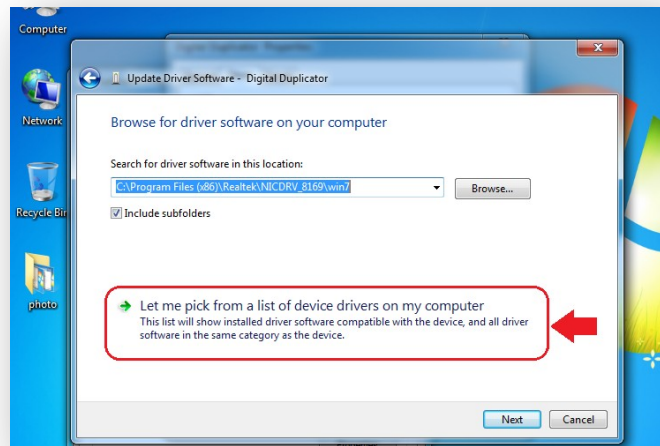 Computer
Digital Duplicator Properties
Update Driver Software - Digital Duplicator
Network
Browse for driver software on your computer
Search for driver software in this location:
C:\Program Files (x86)\Realtek\NICDRV_8169\win7
Browse...
Recycle Bin
Include subfolders
photo
Let me pick from a list of device drivers on my computer
This list will show installed driver software compatible with the device, and all driver
software in the same category as the device.
Next
Cancel